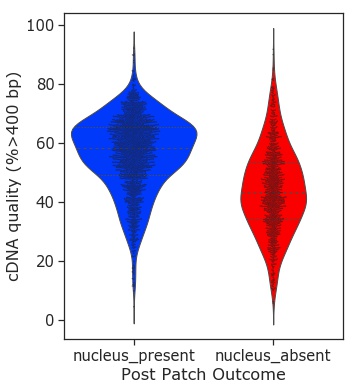 100
80
60
40
20
0
cDNA quality (%>400 bp)
nucleus_present nucleus_absent
Post Patch Outcome